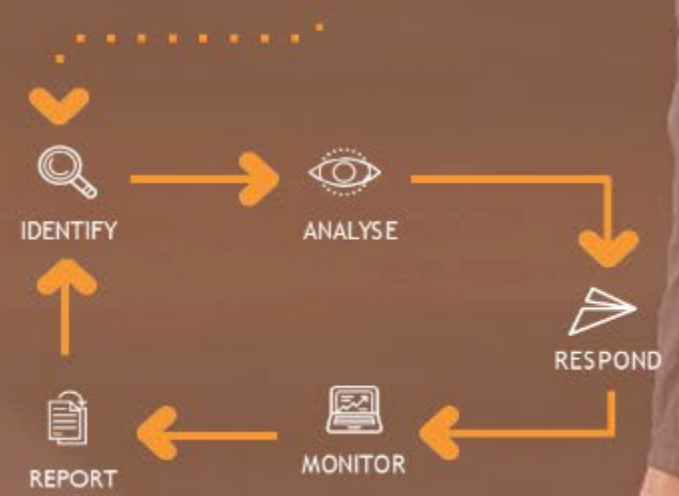 IDENTIFY
ANALYSE
RESPOND
MONITOR
REPORT